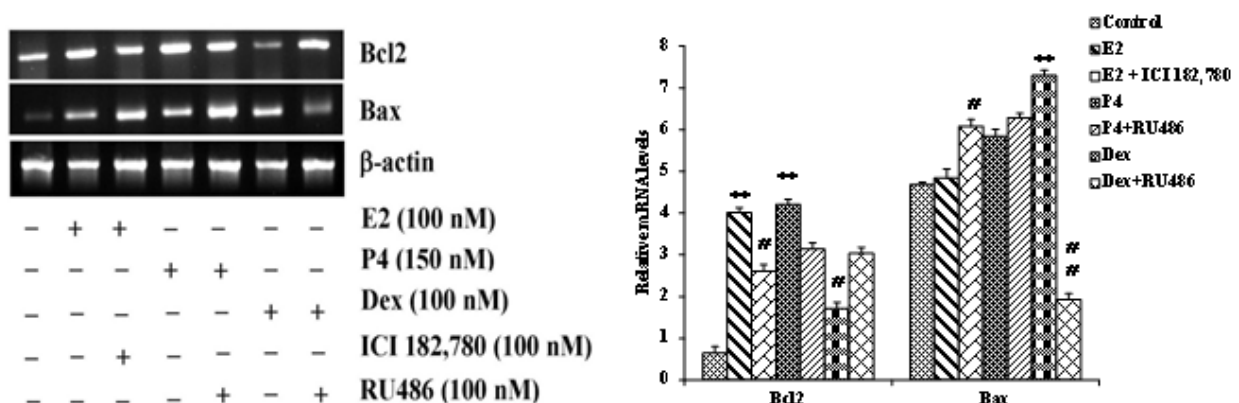 Bcl2
Bax
β-actin
– + + – – – – E2 (100 nM)
– – – + + – – P4 (150 nM)
– – – – – + + Dex (100 nM)
– – + – – – – ICI 182,780 (100 nM)
– – – – + – + RU486 (100 nM)
Relative mRNA levels
8
7
6
5
4
3
2
1
0
**
#
**
#
#
**
#
#
Bcl2
Bax
Control
E2
E2 + ICI 182,780
P4
P4+RU486
Dex
Dex+RU486